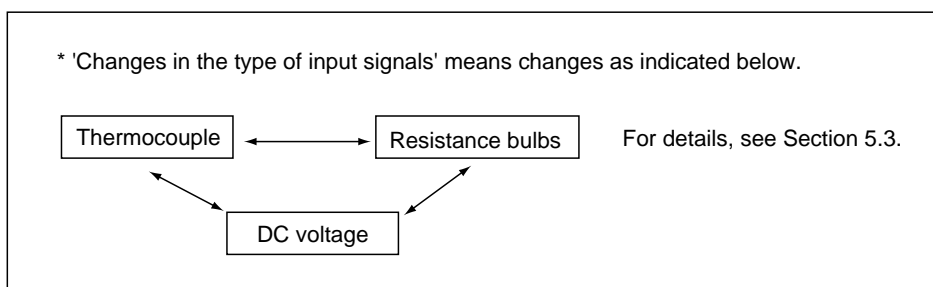 * 'Changes in the type of input signals' means changes as indicated below.
Thermocouple
Resistance bulbs
For details, see Section 5.3.
DC voltage